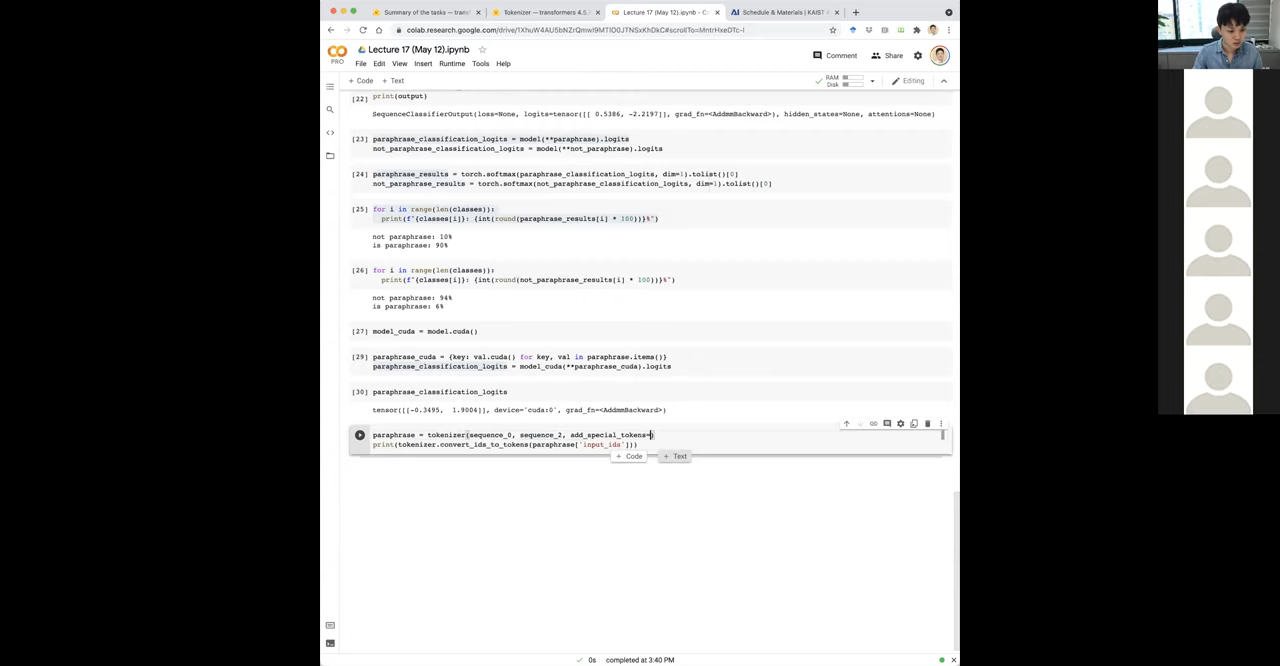 Summary of the tasks — transf
Tokenizer — transformers 4.5.
Lecture 17 (May 12).ipynb - C
Schedule & Materials | KAIST
colab.research.google.com/drive/1XhuW4AU5bNZrQmwI9MTIO0JTNSxKhDkC#scrollTo=MntrHxeDTc-I
PRO
Lecture 17 (May 12).ipynb
File Edit View Insert Runtime Tools Help
Comment Share
+ Code + Text
RAM
Disk
Editing
[22] print(output)
SequenceClassifierOutput(loss=None, logits=tensor([[ 0.5386, -2.2197]], grad_fn=<AddmmBackward>), hidden_states=None, attentions=None)
[23] paraphrase_classification_logits = model(**paraphrase).logits
not_paraphrase_classification_logits = model(**not_paraphrase).logits
[24] paraphrase_results = torch.softmax(paraphrase_classification_logits, dim=1).tolist()[0]
not_paraphrase_results = torch.softmax(not_paraphrase_classification_logits, dim=1).tolist()[0]
[25] for i in range(len(classes)):
print(f"{classes[i]}: {int(round(paraphrase_results[i] * 100))}%")
not paraphrase: 10%
is paraphrase: 90%
[26] for i in range(len(classes)):
print(f"{classes[i]}: {int(round(not_paraphrase_results[i] * 100))}%")
not paraphrase: 94%
is paraphrase: 6%
[27] model_cuda = model.cuda()
[29] paraphrase_cuda = {key: val.cuda() for key, val in paraphrase.items()}
paraphrase_classification_logits = model_cuda(**paraphrase_cuda).logits
[30] paraphrase_classification_logits
tensor([[-0.3495, 1.9004]], device='cuda:0', grad_fn=<AddmmBackward>)
paraphrase = tokenizer(sequence_0, sequence_2, add_special_tokens=)
print(tokenizer.convert_ids_to_tokens(paraphrase['input_ids']))
+ Code + Text
0s completed at 3:40 PM